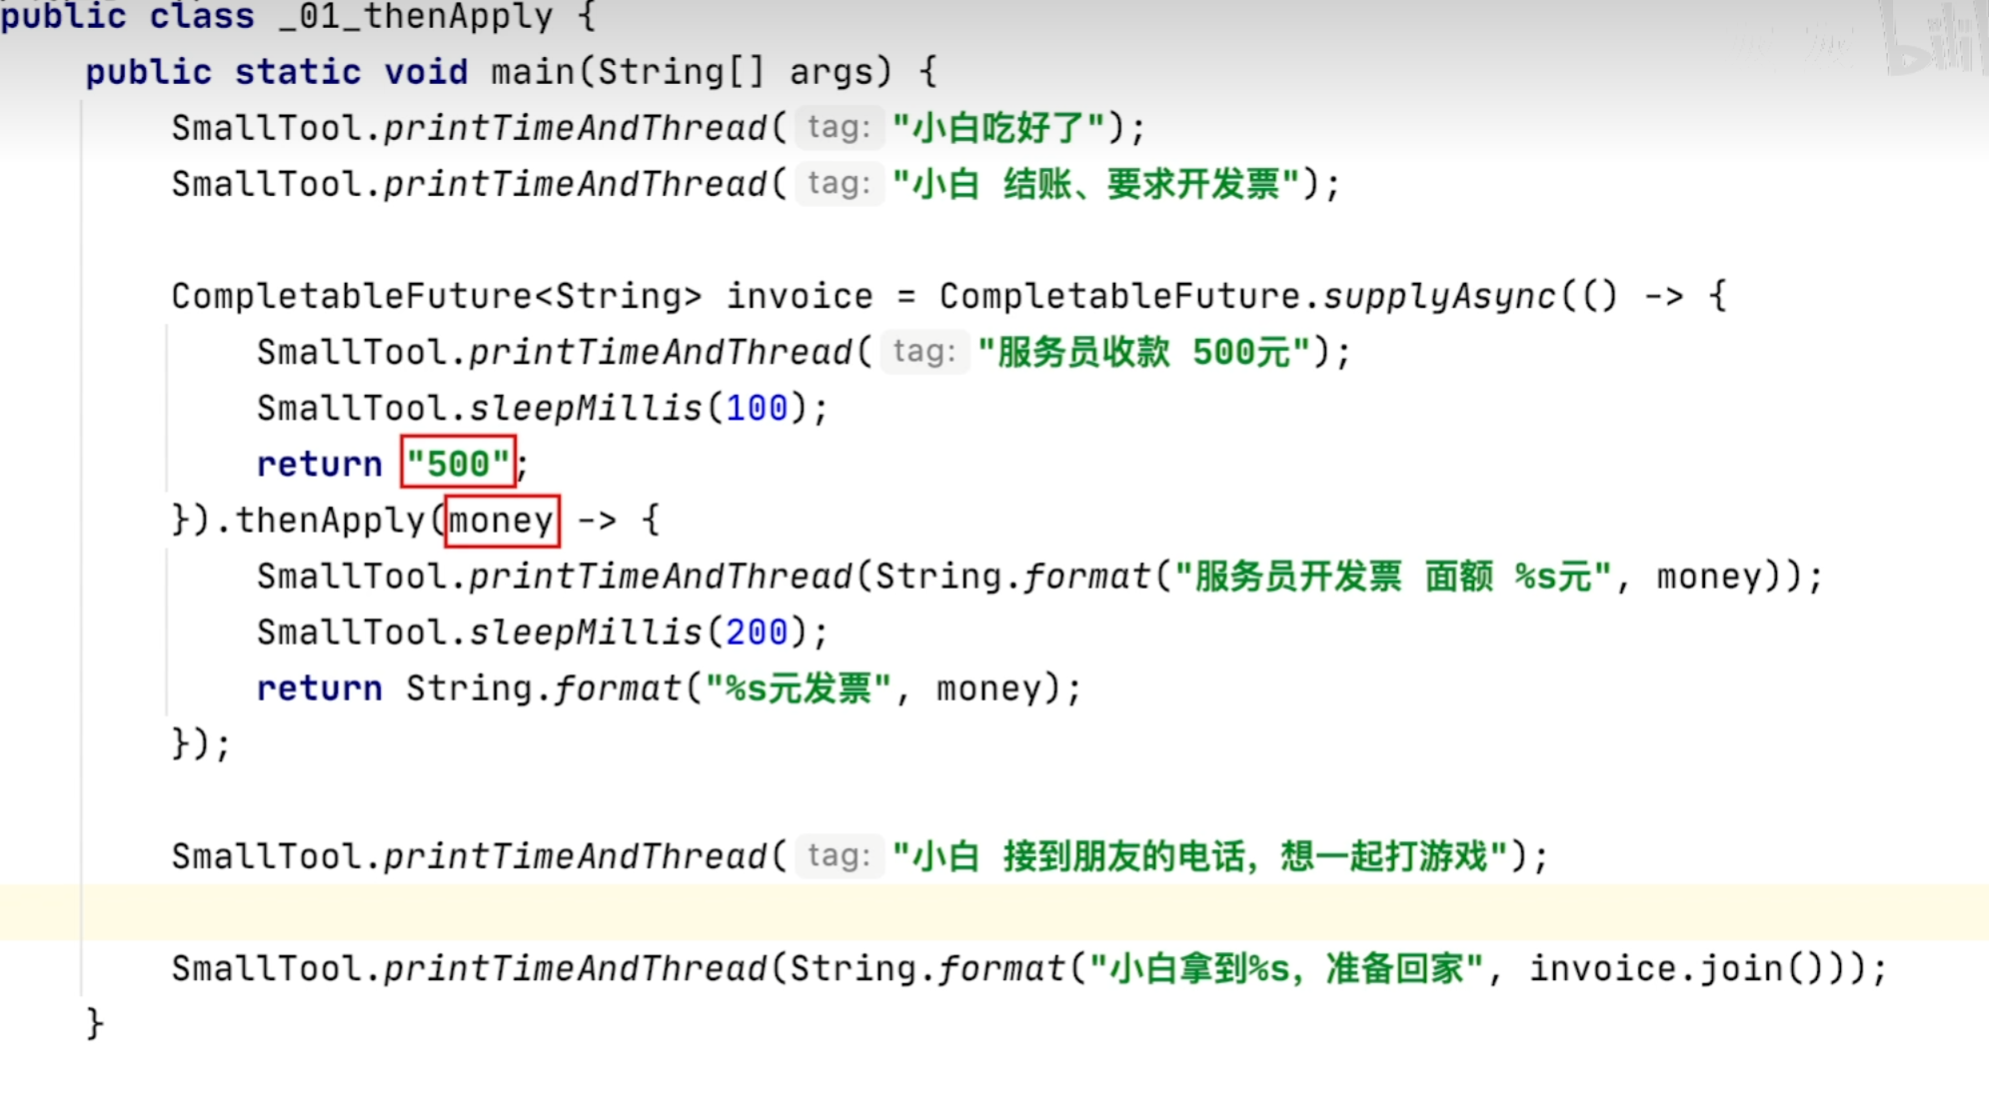 public class _01_thenApply {
public static void main(String[] args) {
SmallTool.printTimeAndThread( tag: "小白吃好了");
SmallTool.printTimeAndThread( tag: "小白 结账、要求开发票");
CompletableFuture<String> invoice = CompletableFuture.supplyAsync(() -> {
SmallTool.printTimeAndThread( tag: "服务员收款 500元");
SmallTool.sleepMillis(100);
return "500";
}).thenApply(money -> {
SmallTool.printTimeAndThread(String.format("服务员开发票 面额 %s元", money));
SmallTool.sleepMillis(200);
return String.format("%s元发票", money);
});
SmallTool.printTimeAndThread( tag: "小白 接到朋友的电话，想一起打游戏");
SmallTool.printTimeAndThread(String.format("小白拿到%s，准备回家", invoice.join()));
}